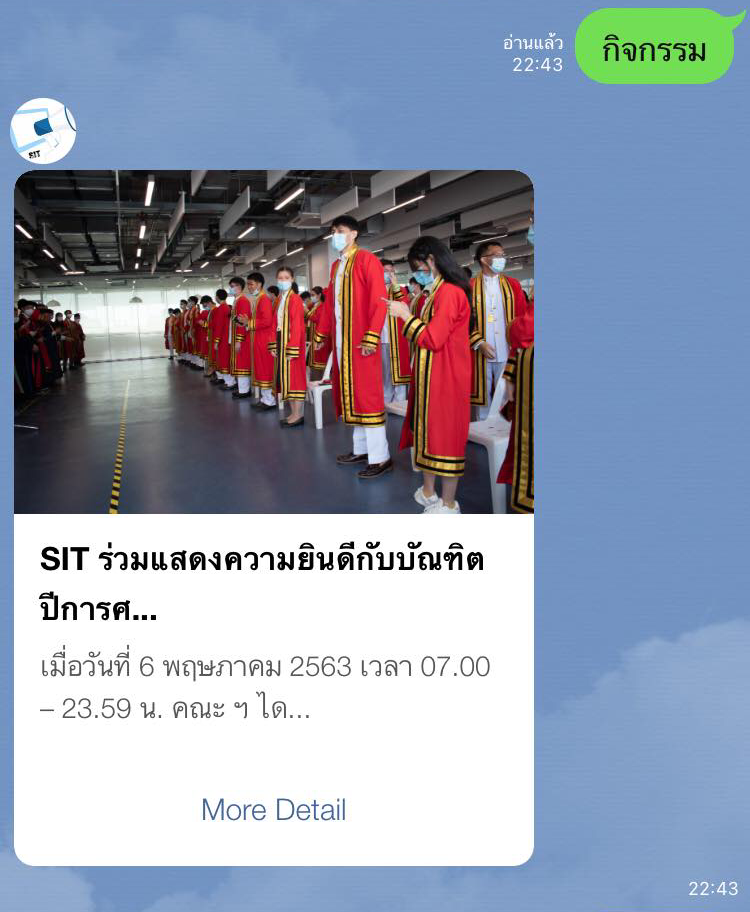 อ่านแล้ว
22:43
กิจกรรม
SIT
SIT ร่วมแสดงความยินดีกับบัณฑิต
ปีการศ...
เมื่อวันที่ 6 พฤษภาคม 2563 เวลา 07.00
– 23.59 น. คณะ ฯ ได...
More Detail
22:43